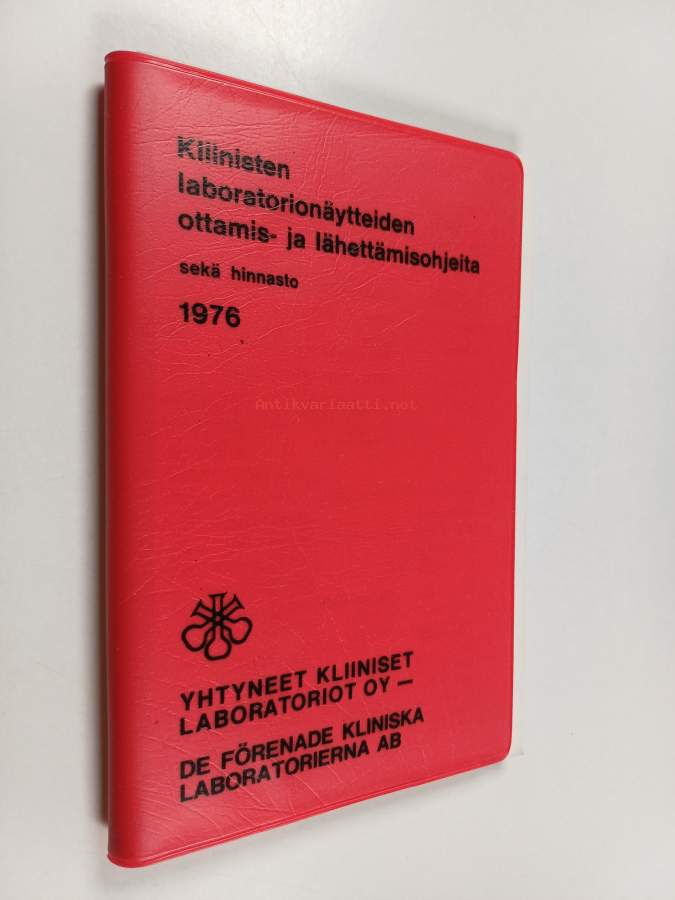 Kliinisten
laboratorionäytteiden
ottamis- ja lähettämisohjeita
sekä hinnasto
1976
Antikvariaatti.net
YHTYNEET KLIINISET
LABORATORIOT OY —
DE FÖRENADE KLINISKA
LABORATORIERNA AB